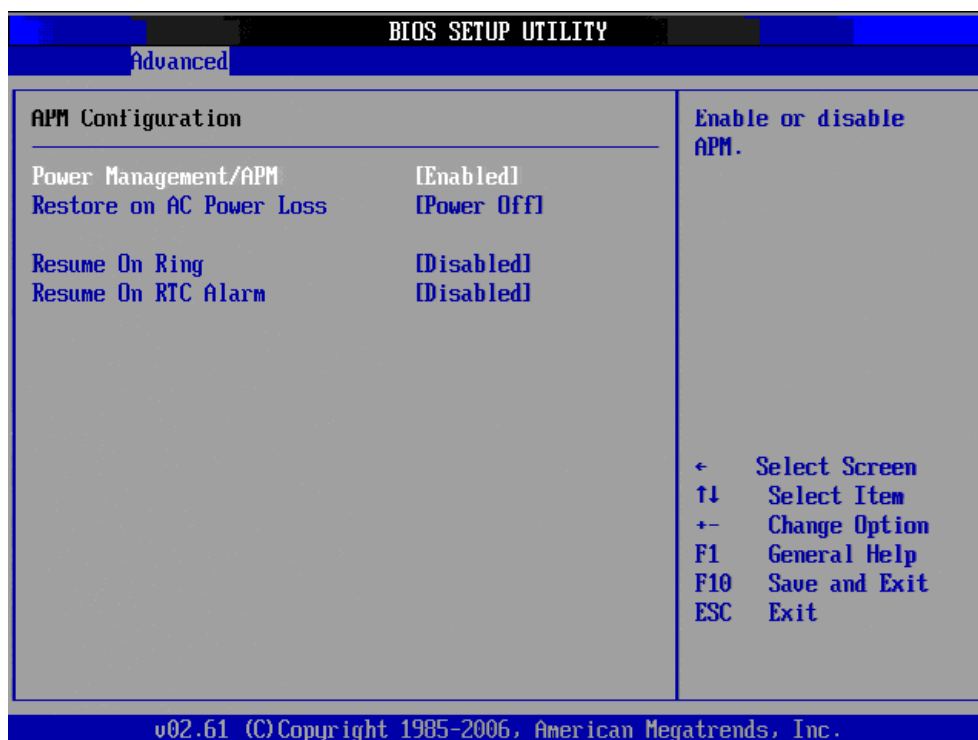 BIOS SETUP UTILITY
Advanced
APM Configuration
Power Management/APM [Enabled]
Restore on AC Power Loss [Power Off]
Resume On Ring [Disabled]
Resume On RTC Alarm [Disabled]
Enable or disable
APM.
← Select Screen
↑↓ Select Item
+- Change Option
F1 General Help
F10 Save and Exit
ESC Exit
v02.61 (C)Copyright 1985-2006, American Megatrends, Inc.